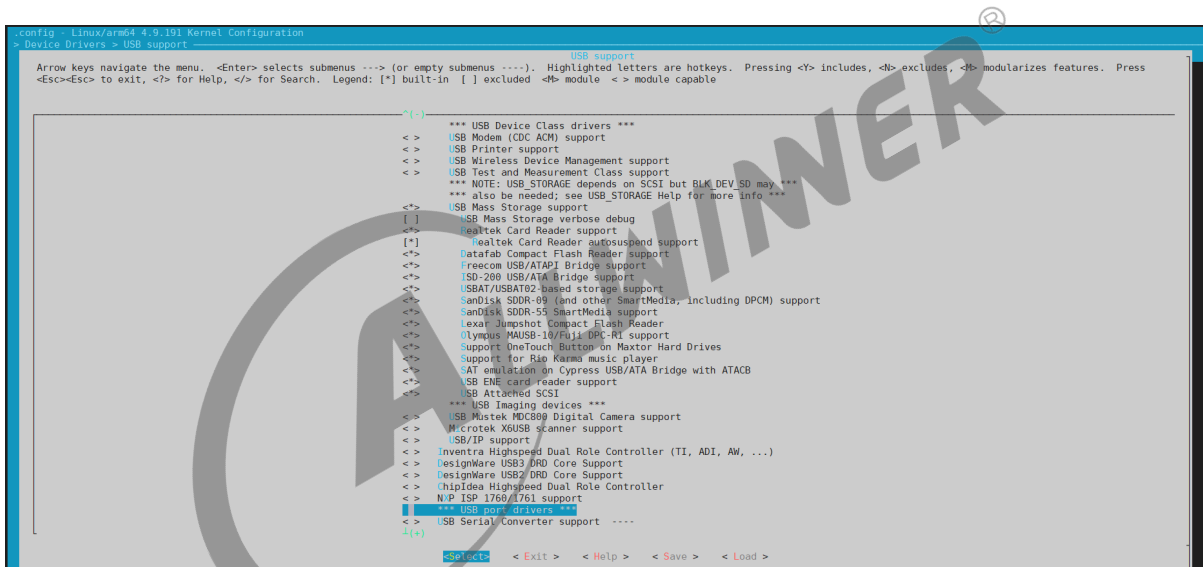 .config - Linux/arm64 4.9.191 Kernel Configuration
> Device Drivers > USB support
USB support
Arrow keys navigate the menu. <Enter> selects submenus ---> (or empty submenus ----). Highlighted letters are hotkeys. Pressing <Y> includes, <N> excludes, <M> modularizes features. Press
<Esc><Esc> to exit, <?> for Help, </> for Search. Legend: [*] built-in [ ] excluded <M> module < > module capable
^(-)
*** USB Device Class drivers ***
< > USB Modem (CDC ACM) support
< > USB Printer support
< > USB Wireless Device Management support
< > USB Test and Measurement Class support
*** NOTE: USB_STORAGE depends on SCSI but BLK_DEV_SD may ***
*** also be needed; see USB_STORAGE Help for more info ***
<*> USB Mass Storage support
[ ] USB Mass Storage verbose debug
<*> Realtek Card Reader support
[*] Realtek Card Reader autosuspend support
<*> Datafab Compact Flash Reader support
<*> Freecom USB/ATAPI Bridge support
<*> ISD-200 USB/ATA Bridge support
<*> USBAT/USBAT02-based storage support
<*> SanDisk SDDR-09 (and other SmartMedia, including DPCM) support
<*> SanDisk SDDR-55 SmartMedia support
<*> Lexar Jumpshot Compact Flash Reader
<*> Olympus MAUSB-10/Fuji DPC-R1 support
<*> Support OneTouch Button on Maxtor Hard Drives
<*> Support for Rio Karma music player
<*> SAT emulation on Cypress USB/ATA Bridge with ATACB
<*> USB ENE card reader support
<*> USB Attached SCSI
*** USB Imaging devices ***
< > USB Mustek MDC800 Digital Camera support
< > Microtek X6USB scanner support
< > USB/IP support
< > Inventra Highspeed Dual Role Controller (TI, ADI, AW, ...)
< > DesignWare USB3 DRD Core Support
< > DesignWare USB2 DRD Core Support
< > ChipIdea Highspeed Dual Role Controller
< > NXP ISP 1760/1761 support
*** USB port drivers ***
< > USB Serial Converter support ----
┴(+)
<Select> < Exit > < Help > < Save > < Load >
ALLWINNER®